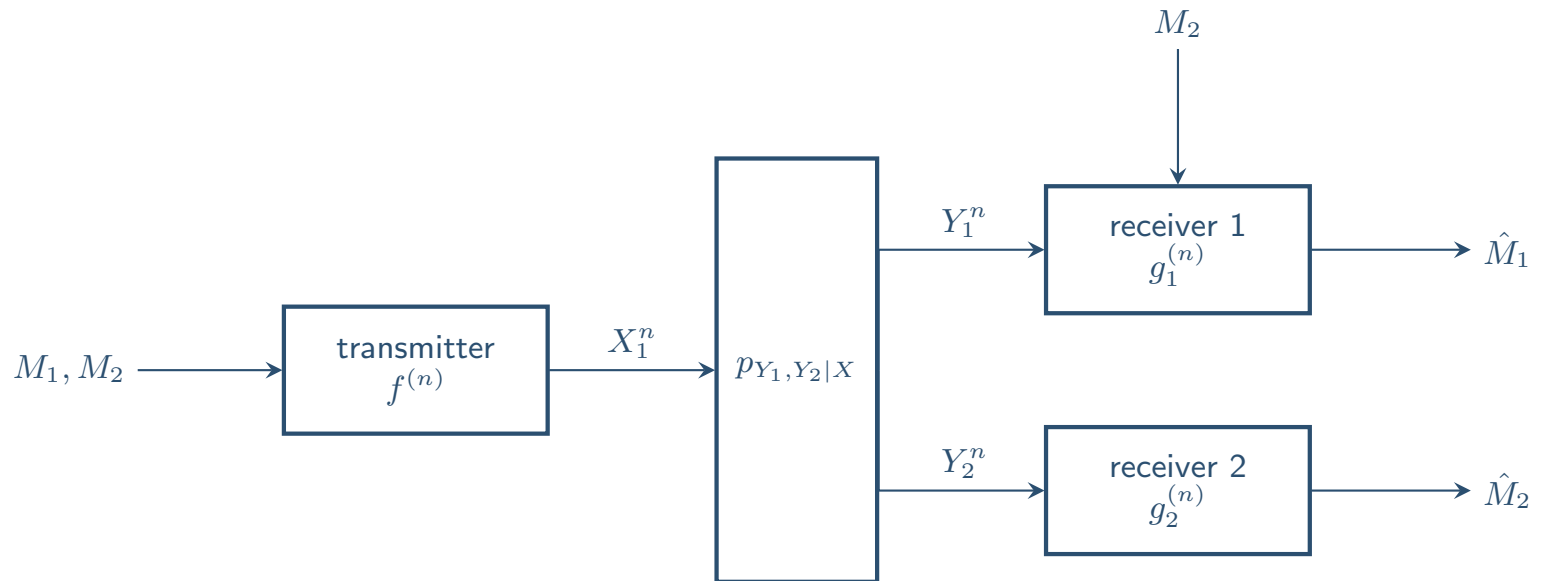 M₂
M₁, M₂
transmitter
f⁽ⁿ⁾
X₁ⁿ
p_{Y₁,Y₂|X}
Y₁ⁿ
receiver 1
g₁⁽ⁿ⁾
M̂₁
Y₂ⁿ
receiver 2
g₂⁽ⁿ⁾
M̂₂